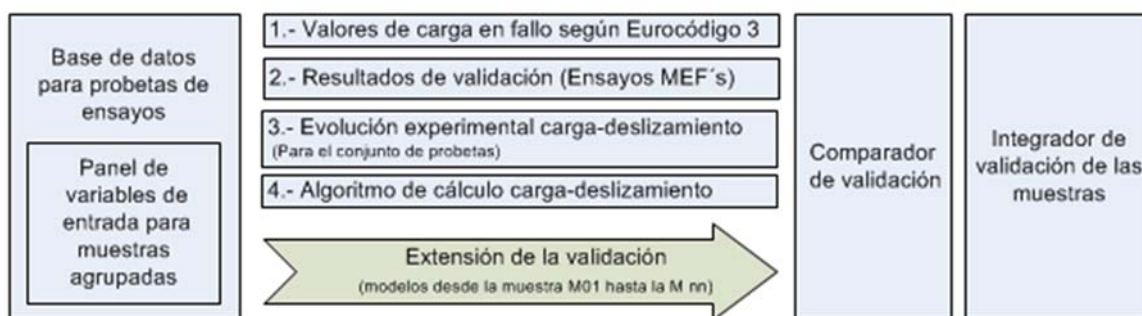 Base de datos
para probetas de
ensayos
Panel de
variables de
entrada para
muestras
agrupadas
1.- Valores de carga en fallo según Eurocódigo 3
2.- Resultados de validación (Ensayos MEF´s)
3.- Evolución experimental carga-deslizamiento
(Para el conjunto de probetas)
4.- Algoritmo de cálculo carga-deslizamiento
Extensión de la validación
(modelos desde la muestra M01 hasta la M nn)
Comparador
de validación
Integrador de
validación de las
muestras